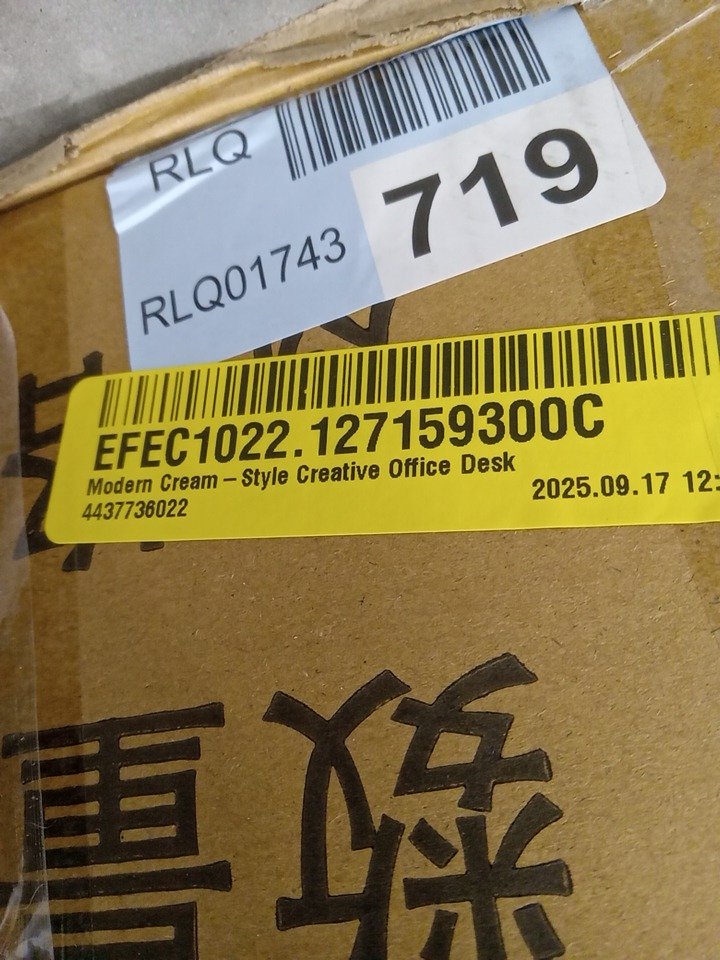 RLQ
719
RLQ01743
EFEC1022.127159300C
Modern Cream-Style Creative Office Desk
4437736022
2025.09.17 12: